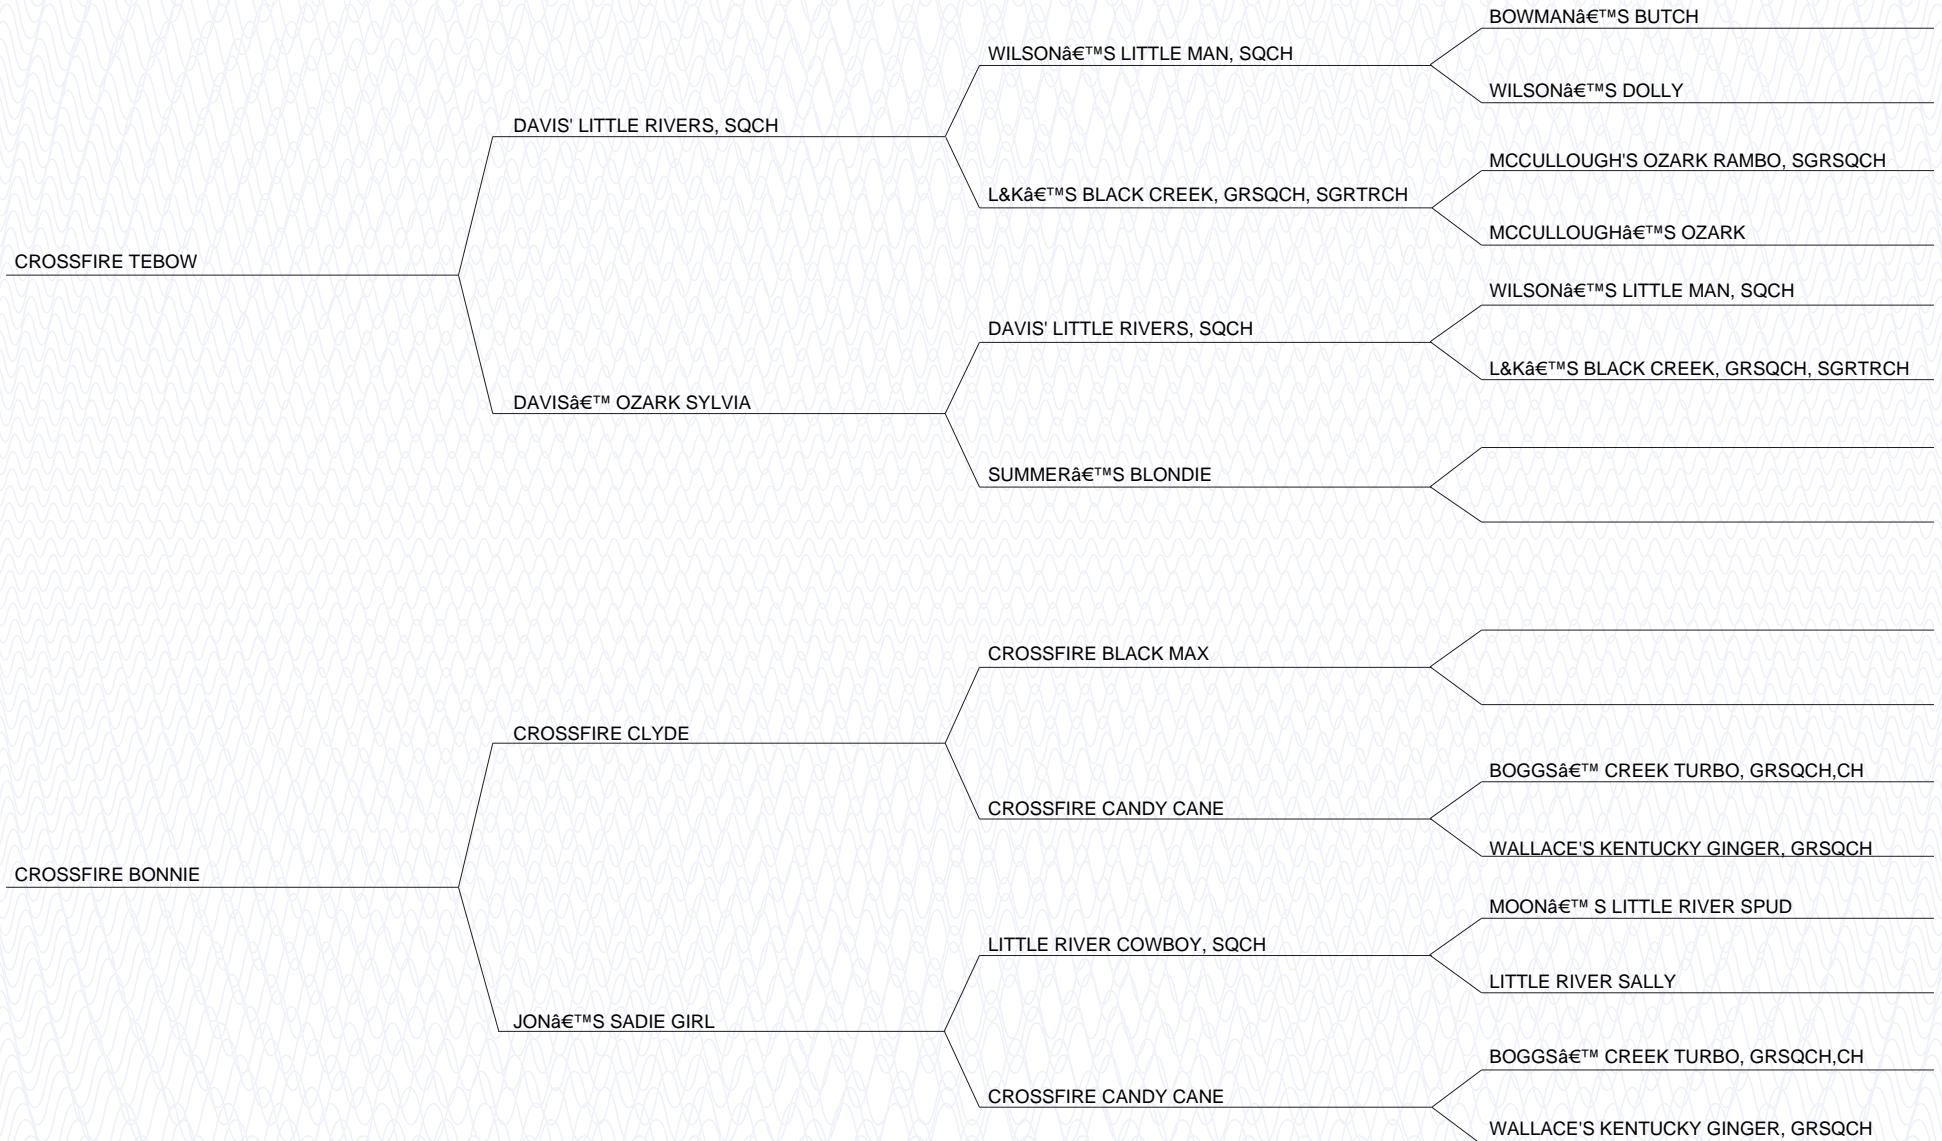 BOWMANâ€™S BUTCH
WILSONâ€™S LITTLE MAN, SQCH
WILSONâ€™S DOLLY
DAVIS' LITTLE RIVERS, SQCH
MCCULLOUGH'S OZARK RAMBO, SGRSQCH
L&Kâ€™S BLACK CREEK, GRSQCH, SGRTRCH
MCCULLOUGHâ€™S OZARK
CROSSFIRE TEBOW
WILSONâ€™S LITTLE MAN, SQCH
DAVIS' LITTLE RIVERS, SQCH
L&Kâ€™S BLACK CREEK, GRSQCH, SGRTRCH
DAVISâ€™ OZARK SYLVIA
SUMMERâ€™S BLONDIE
CROSSFIRE BLACK MAX
CROSSFIRE CLYDE
BOGGSâ€™ CREEK TURBO, GRSQCH,CH
CROSSFIRE CANDY CANE
WALLACE'S KENTUCKY GINGER, GRSQCH
CROSSFIRE BONNIE
MOONâ€™ S LITTLE RIVER SPUD
LITTLE RIVER COWBOY, SQCH
LITTLE RIVER SALLY
JONâ€™S SADIE GIRL
BOGGSâ€™ CREEK TURBO, GRSQCH,CH
CROSSFIRE CANDY CANE
WALLACE'S KENTUCKY GINGER, GRSQCH